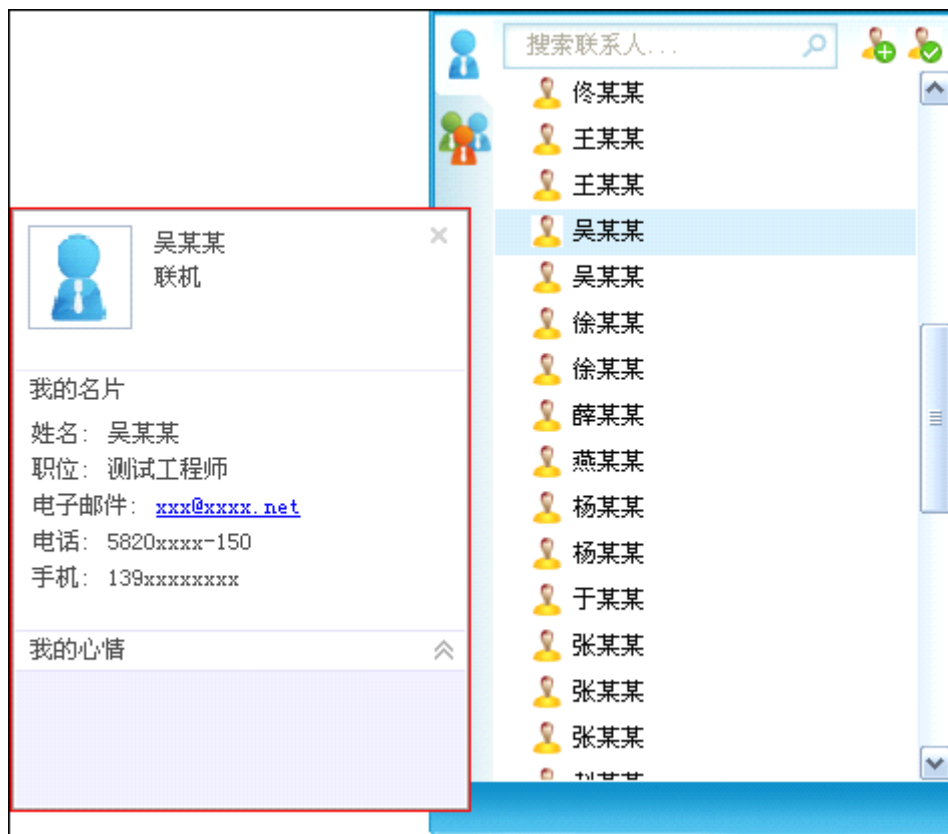 搜索联系人...
佟某某
王某某
王某某
吴某某
吴某某
徐某某
徐某某
薛某某
燕某某
杨某某
杨某某
于某某
张某某
张某某
张某某
吴某某
联机
我的名片
姓名: 吴某某
职位: 测试工程师
电子邮件: xxx@xxxx.net
电话: 5820xxxx-150
手机: 139xxxxxxxx
我的心情